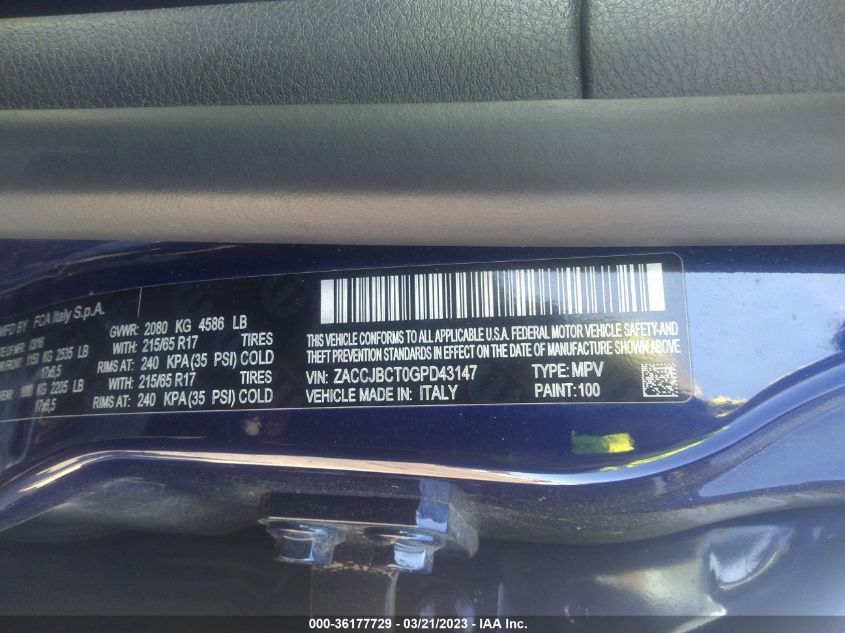 MFD BY FCA Italy S.p.A.
GVWR: 2080 KG 4586 LB
1150 KG 2535 LB WITH: 215/65 R17 TIRES
17x6,5 RIMS AT: 240 KPA(35 PSI) COLD
KG 2205 LB WITH: 215/65 R17 TIRES
17x6,5 RIMS AT: 240 KPA(35 PSI) COLD
THIS VEHICLE CONFORMS TO ALL APPLICABLE U.S.A. FEDERAL MOTOR VEHICLE SAFETY-AND
THEFT PREVENTION STANDARDS IN EFFECT ON THE DATE OF MANUFACTURE SHOWN ABOVE.
VIN: ZACCJBCT0GPD43147 TYPE: MPV
VEHICLE MADE IN: ITALY PAINT: 100
000-36177729 - 03/21/2023 - IAA Inc.